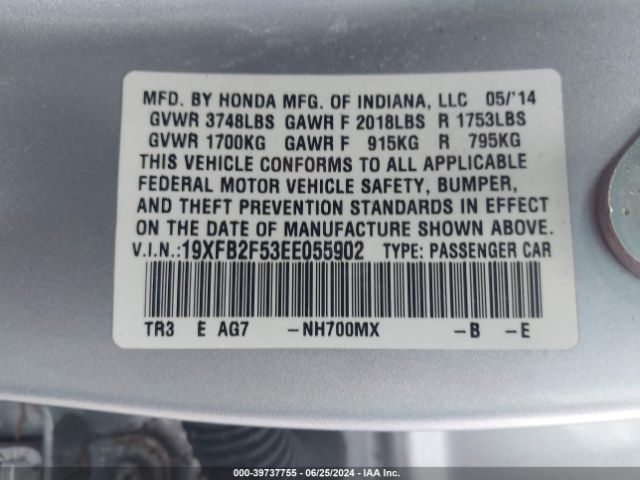 MFD. BY HONDA MFG. OF INDIANA, LLC 05/'14
GVWR 3748LBS GAWR F 2018LBS R 1753LBS
GVWR 1700KG GAWR F 915KG R 795KG
THIS VEHICLE CONFORMS TO ALL APPLICABLE
FEDERAL MOTOR VEHICLE SAFETY, BUMPER,
AND THEFT PREVENTION STANDARDS IN EFFECT
ON THE DATE OF MANUFACTURE SHOWN ABOVE.
V.I.N.:19XFB2F53EE055902 TYPE: PASSENGER CAR
TR3 E AG7 -NH700MX -B -E
000-39737755 - 06/25/2024 - IAA Inc.